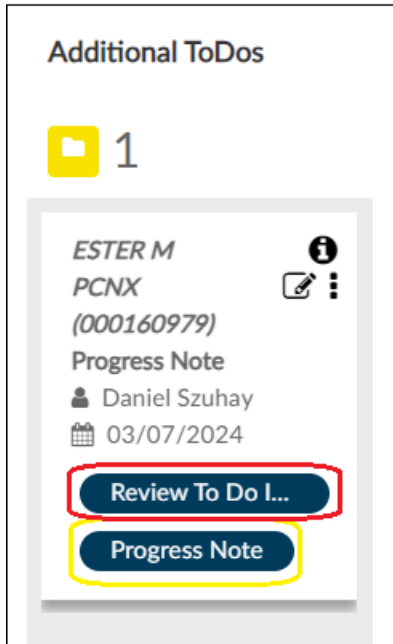 Additional ToDos
1
ESTER M
PCNX
(000160979)
Progress Note
Daniel Szuhay
03/07/2024
Review To Do I...
Progress Note